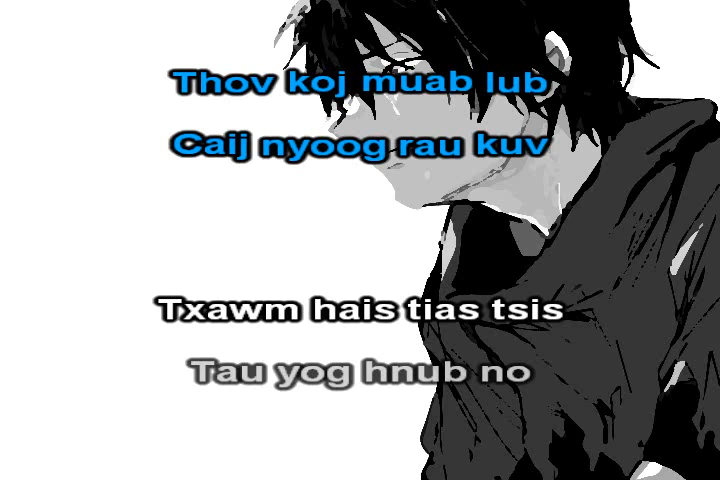 Thov koj muab lub
Caij nyoog rau kuv
Txawm hais tias tsis
Tau yog hnub no